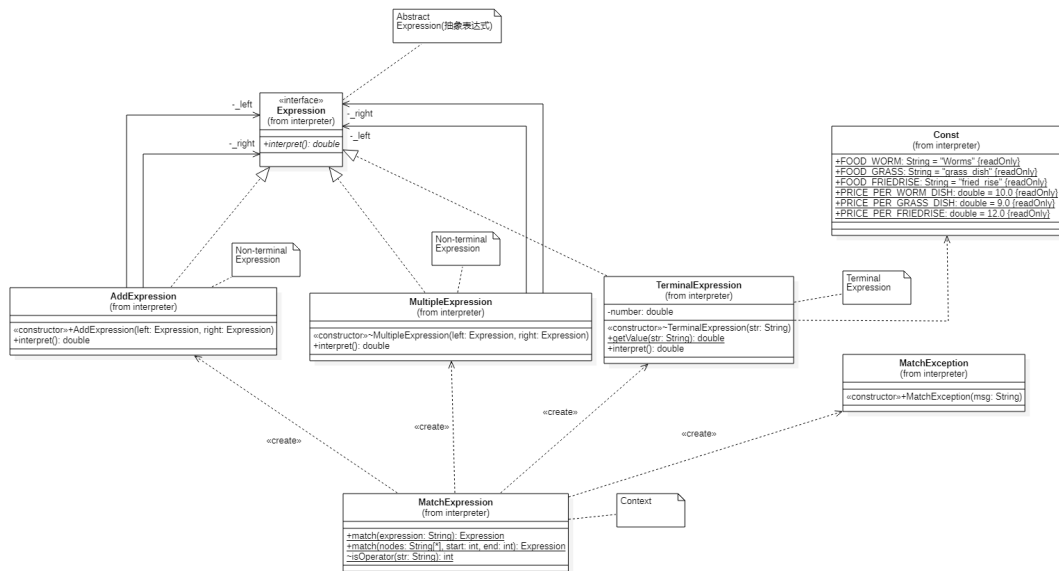 Abstract
Expression(抽象表达式)
«interface»
Expression
(from interpreter)
+interpret(): double
-_left
-_right
-_right
-_left
Const
(from interpreter)
+FOOD_WORM: String = "Worms" {readOnly}
+FOOD_GRASS: String = "grass_dish" {readOnly}
+FOOD_FRIEDRISE: String = "fried_rise" {readOnly}
+PRICE_PER_WORM_DISH: double = 10.0 {readOnly}
+PRICE_PER_GRASS_DISH: double = 9.0 {readOnly}
+PRICE_PER_FRIEDRISE: double = 12.0 {readOnly}
Non-terminal
Expression
Non-terminal
Expression
Terminal
Expression
AddExpression
(from interpreter)
«constructor»+AddExpression(left: Expression, right: Expression)
+interpret(): double
MultipleExpression
(from interpreter)
«constructor»~MultipleExpression(left: Expression, right: Expression)
+interpret(): double
TerminalExpression
(from interpreter)
-number: double
«constructor»~TerminalExpression(str: String)
+getValue(str: String): double
+interpret(): double
MatchException
(from interpreter)
«constructor»+MatchException(msg: String)
«create»
«create»
«create»
«create»
MatchExpression
(from interpreter)
+match(expression: String): Expression
+match(nodes: String[*], start: int, end: int): Expression
~isOperator(str: String): int
Context